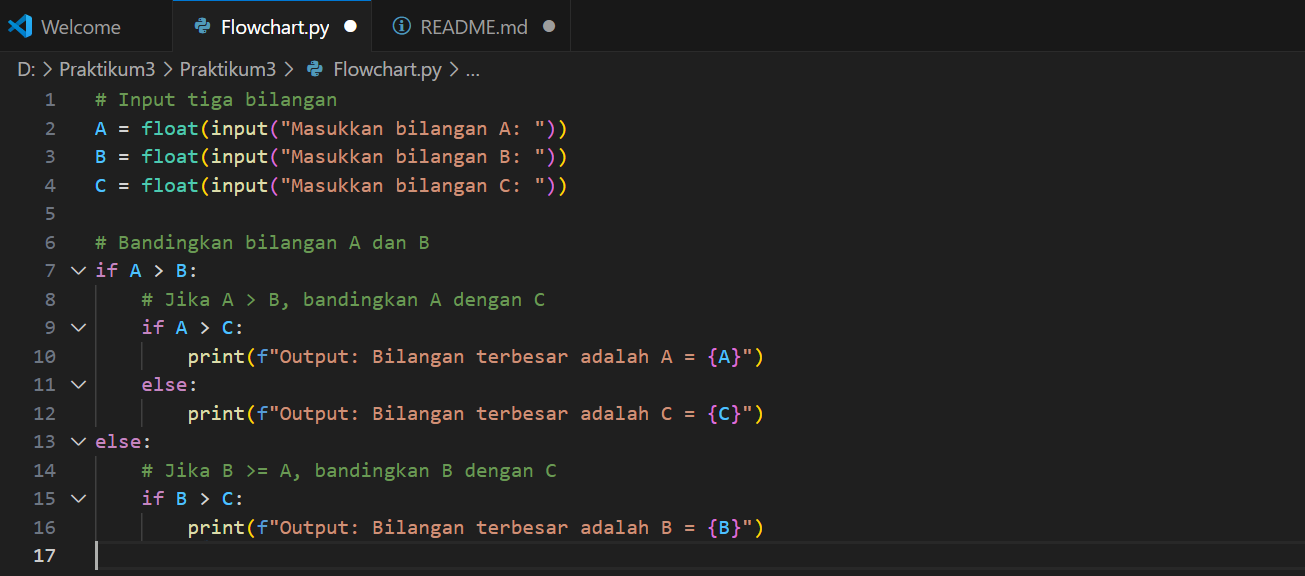 Welcome Flowchart.py README.md
D: > Praktikum3 > Praktikum3 > Flowchart.py > ...
1 # Input tiga bilangan
2 A = float(input("Masukkan bilangan A: "))
3 B = float(input("Masukkan bilangan B: "))
4 C = float(input("Masukkan bilangan C: "))
5
6 # Bandingkan bilangan A dan B
7 if A > B:
8     # Jika A > B, bandingkan A dengan C
9     if A > C:
10         print(f"Output: Bilangan terbesar adalah A = {A}")
11     else:
12         print(f"Output: Bilangan terbesar adalah C = {C}")
13 else:
14     # Jika B >= A, bandingkan B dengan C
15     if B > C:
16         print(f"Output: Bilangan terbesar adalah B = {B}")
17